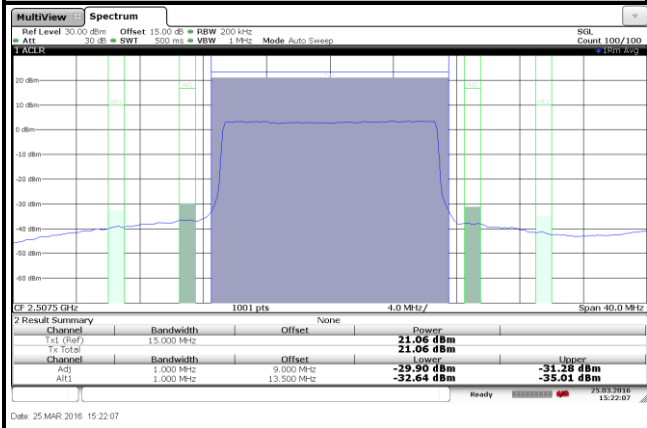 MultiView Spectrum
Ref Level 30.00 dBm Offset 15.00 dB RBW 200 kHz SGL
Att 30 dB SWT 500 ms VBW 1 MHz Mode Auto Sweep Count 100/100
1 ACLR 1Rm Avg
20 dBm
10 dBm
0 dBm
-10 dBm
-20 dBm
-30 dBm
-40 dBm
-50 dBm
-60 dBm
CF 2.5075 GHz 1001 pts 4.0 MHz/ Span 40.0 MHz
2 Result Summary None
Channel Bandwidth Offset Power
Tx1 (Ref) 15.000 MHz 21.06 dBm
Tx Total 21.06 dBm
Channel Bandwidth Offset Lower Upper
Adj 1.000 MHz 9.000 MHz -29.90 dBm -31.28 dBm
Alt1 1.000 MHz 13.500 MHz -32.64 dBm -35.01 dBm
Ready 25.03.2016
15:22:07
Date: 25.MAR.2016 15:22:07